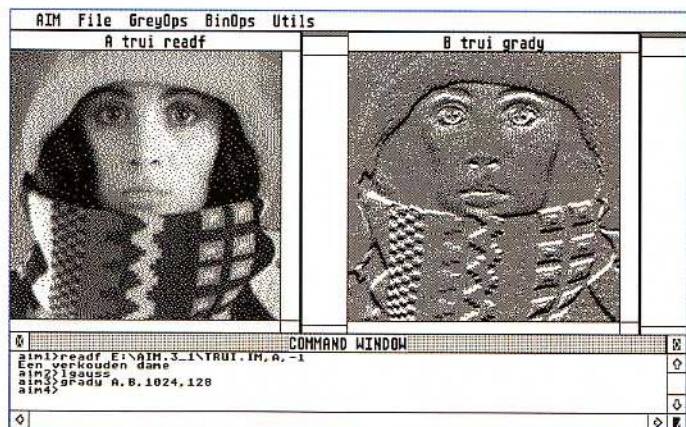 AIM File GreyOps BinOps Utils
A trui readf
B trui grady
COMMAND WINDOW
aim1>readf E:\AIM.3_1\TRUI.IM,A,-1
Een verkouden dame
aim2>lgauss
aim3>grady A,B,1024,128
aim4>